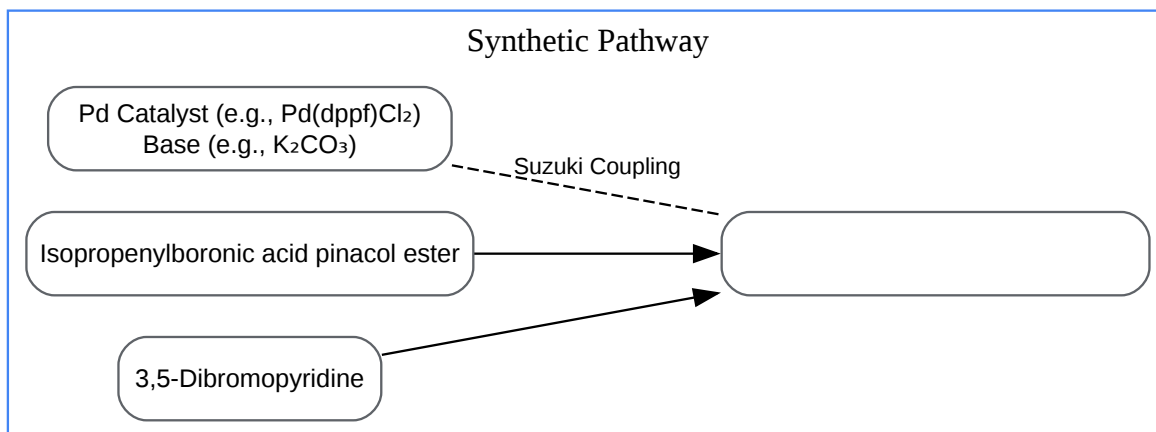 Synthetic Pathway
Pd Catalyst (e.g., Pd(dppf)Cl₂)
Base (e.g., K₂CO₃)
Suzuki Coupling
Isopropenylboronic acid pinacol ester
3,5-Dibromopyridine